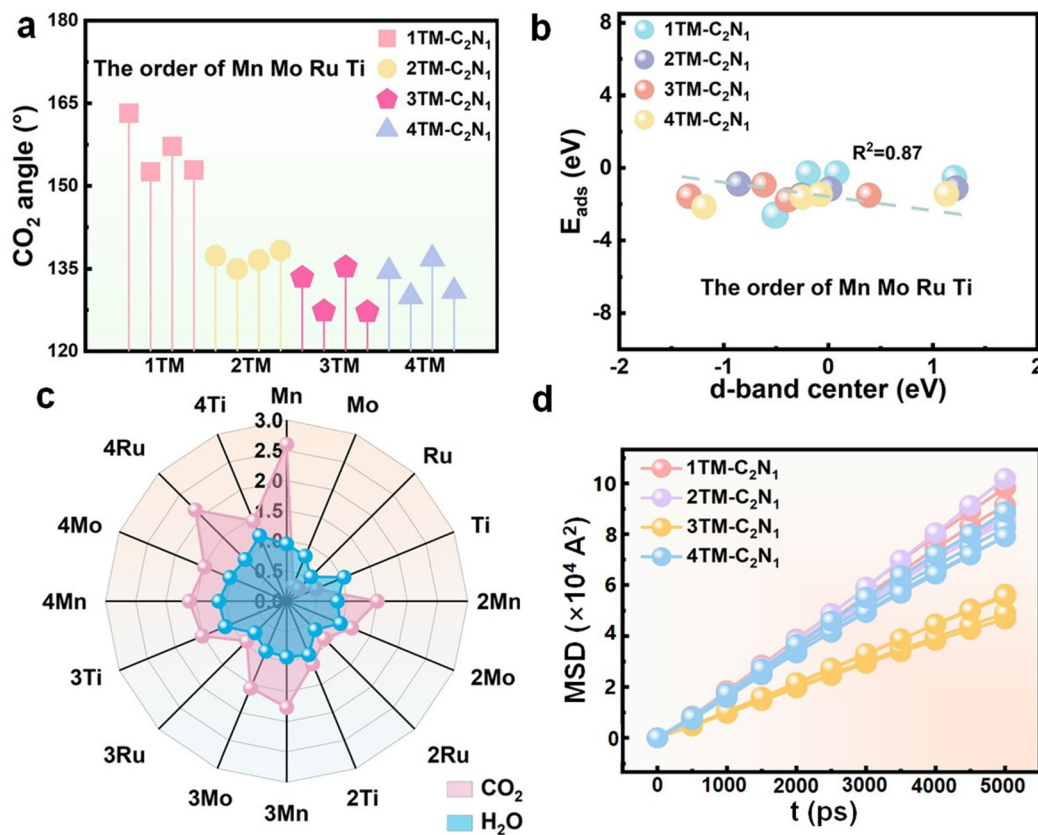 a
180
165
150
135
120
CO₂ angle (°)
The order of Mn Mo Ru Ti
1TM-C₂N₁
2TM-C₂N₁
3TM-C₂N₁
4TM-C₂N₁
1TM 2TM 3TM 4TM
b
8
4
0
-4
-8
E_ads (eV)
1TM-C₂N₁
2TM-C₂N₁
3TM-C₂N₁
4TM-C₂N₁
R²=0.87
The order of Mn Mo Ru Ti
-2 -1 0 1 2
d-band center (eV)
c
Mn
Mo
Ru
Ti
2Mn
2Mo
2Ru
2Ti
3Mn
3Mo
3Ru
3Ti
4Mn
4Mo
4Ru
4Ti
3.0
2.5
2.0
1.5
1.0
0.5
0.0
CO₂
H₂O
d
10
8
6
4
2
0
MSD (×10⁴ A²)
1TM-C₂N₁
2TM-C₂N₁
3TM-C₂N₁
4TM-C₂N₁
0 1000 2000 3000 4000 5000
t (ps)